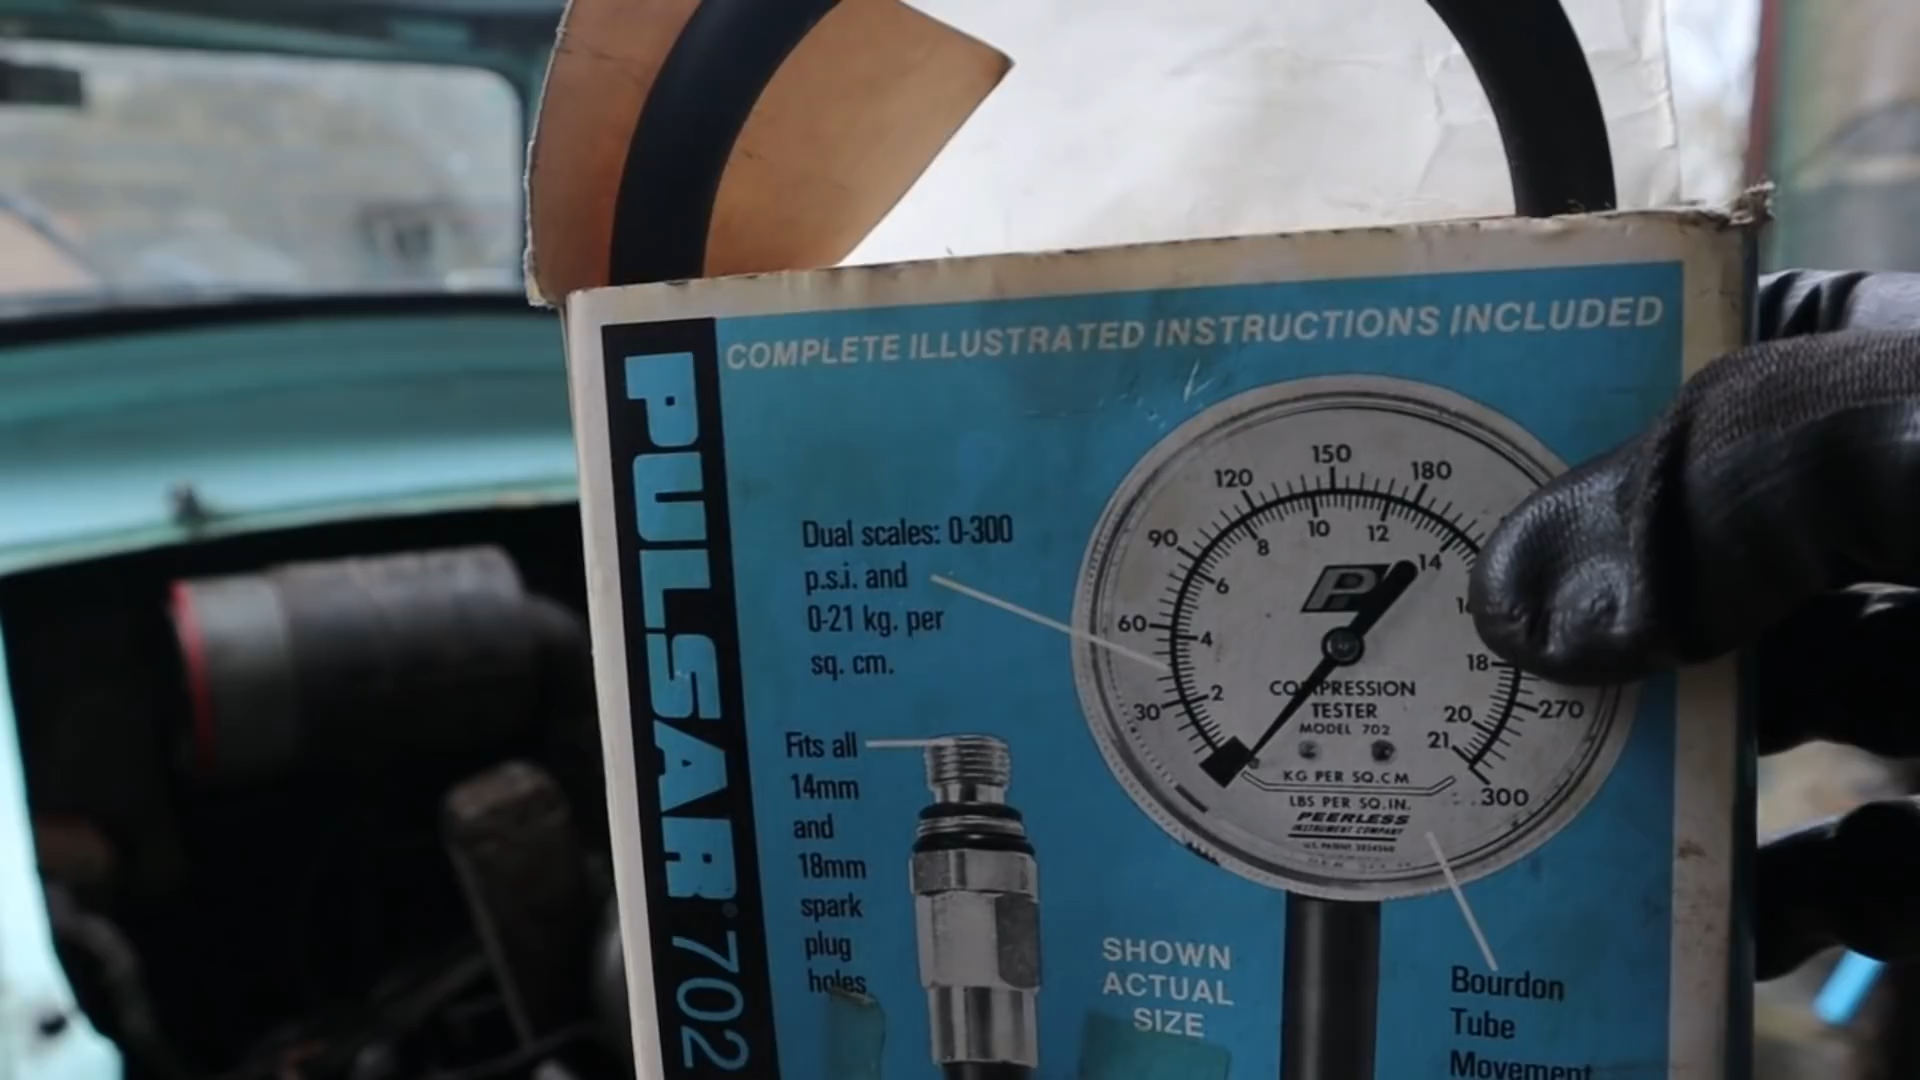 COMPLETE ILLUSTRATED INSTRUCTIONS INCLUDED
PULSAR® 702
Dual scales: 0-300
p.s.i. and
0-21 kg. per
sq. cm.
Fits all
14mm
and
18mm
spark
plug
holes
SHOWN
ACTUAL
SIZE
Bourdon
Tube
Movement
30
60
90
120
150
180
270
300
2
4
6
8
10
12
14
18
20
21
P
COMPRESSION
TESTER
MODEL 702
KG PER SQ.CM
LBS PER SQ.IN.
PEERLESS
INSTRUMENT COMPANY